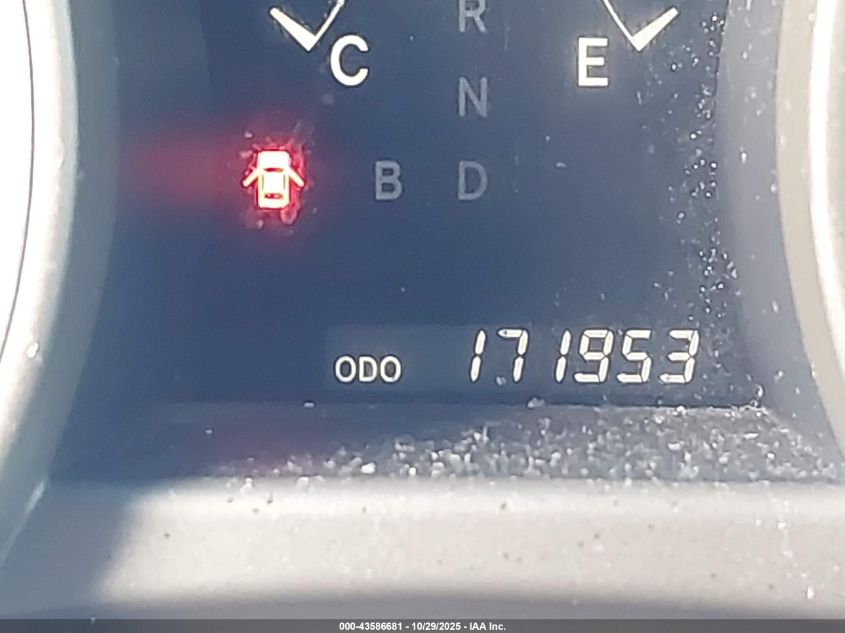 R
C E
N
B D
ODO 171953
000-43586681 - 10/29/2025 - IAA Inc.